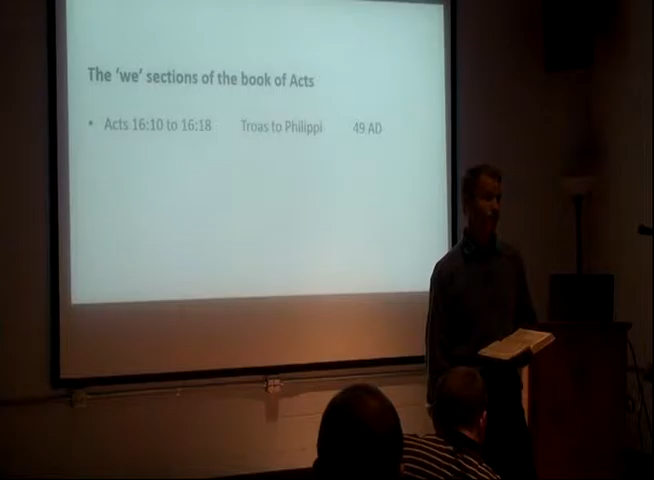 The 'we' sections of the book of Acts
• Acts 16:10 to 16:18 Troas to Philippi 49 AD